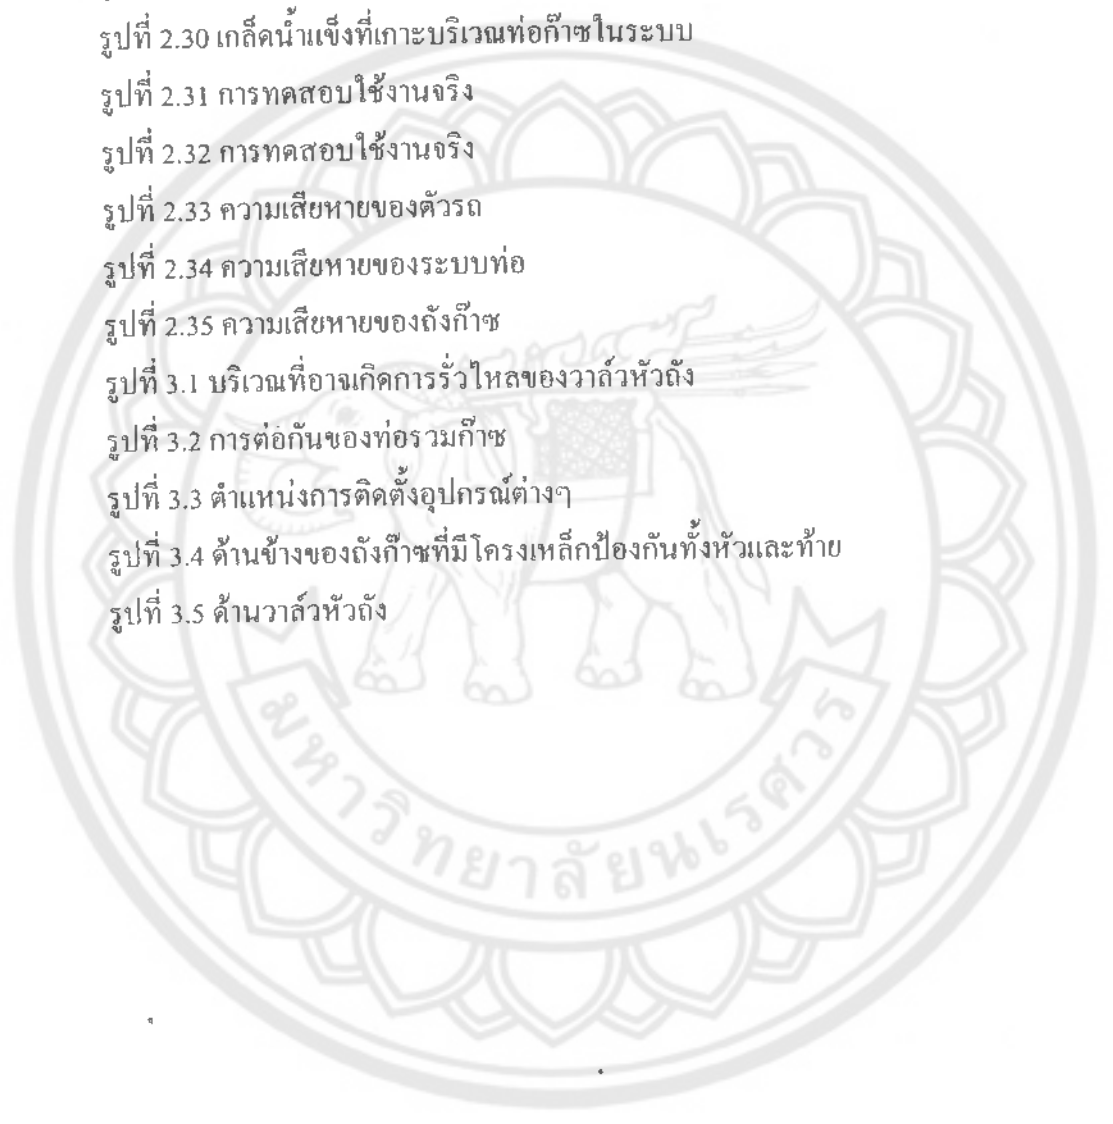 รูปที่ 2.30 เกล็ดน้ำแข็งที่เกาะบริเวณท่อก๊าซในระบบ
รูปที่ 2.31 การทดสอบใช้งานจริง
รูปที่ 2.32 การทดสอบใช้งานจริง
รูปที่ 2.33 ความเสียหายของตัวรถ
รูปที่ 2.34 ความเสียหายของระบบท่อ
รูปที่ 2.35 ความเสียหายของถังก๊าซ
รูปที่ 3.1 บริเวณที่อาจเกิดการรั่วไหลของวาล์วหัวถัง
รูปที่ 3.2 การต่อกันของท่อรวมก๊าซ
รูปที่ 3.3 ตำแหน่งการติดตั้งอุปกรณ์ต่างๆ
รูปที่ 3.4 ด้านข้างของถังก๊าซที่มีโครงเหล็กป้องกันทั้งหัวและท้าย
รูปที่ 3.5 ด้านวาล์วหัวถัง
มหาวิทยาลัยนเรศวร